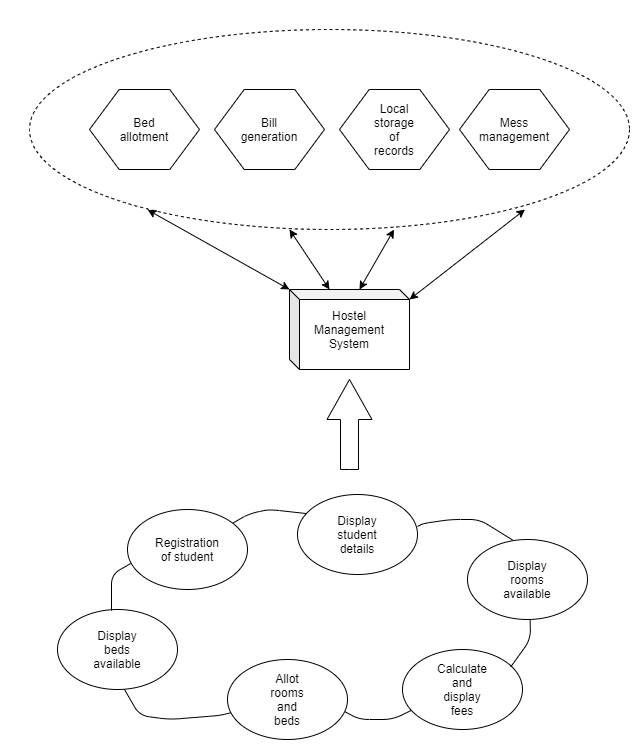 Bed
allotment
Bill
generation
Local
storage
of
records
Mess
management
Hostel
Management
System
Registration
of student
Display
student
details
Display
rooms
available
Display
beds
available
Allot
rooms
and
beds
Calculate
and
display
fees